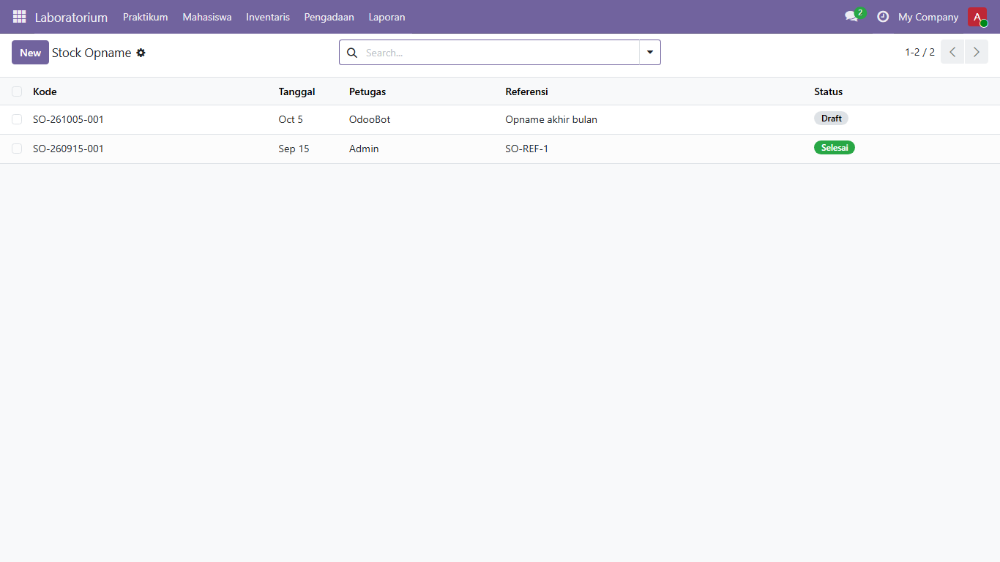 Laboratorium Praktikum Mahasiswa Inventaris Pengadaan Laporan 2 My Company A
New Stock Opname Search... 1-2 / 2
Kode Tanggal Petugas Referensi Status
SO-261005-001 Oct 5 OdooBot Opname akhir bulan Draft
SO-260915-001 Sep 15 Admin SO-REF-1 Selesai